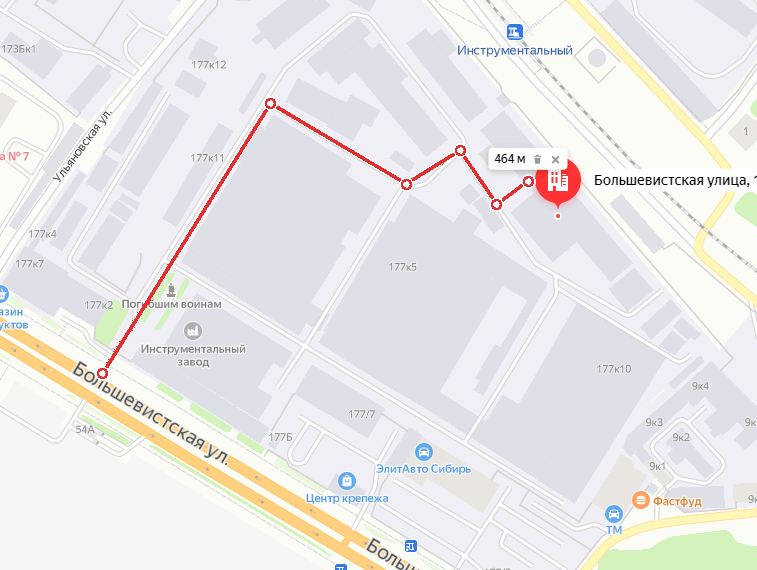 173Бк1
177к12
Инструментальный
а № 7
Ульяновская ул.
177к11
464 м
1
Большевистская улица, 1
177к4
177к7
177к5
177к2
Погибшим воинам
азин
уктов
Инструментальный
завод
Большевистская ул.
177к10
9к4
9к3
9к2
9к1
9к
54А
177Б
177/7
ЭлитАвто Сибирь
Центр крепежа
Фастфуд
ТМ
Больш